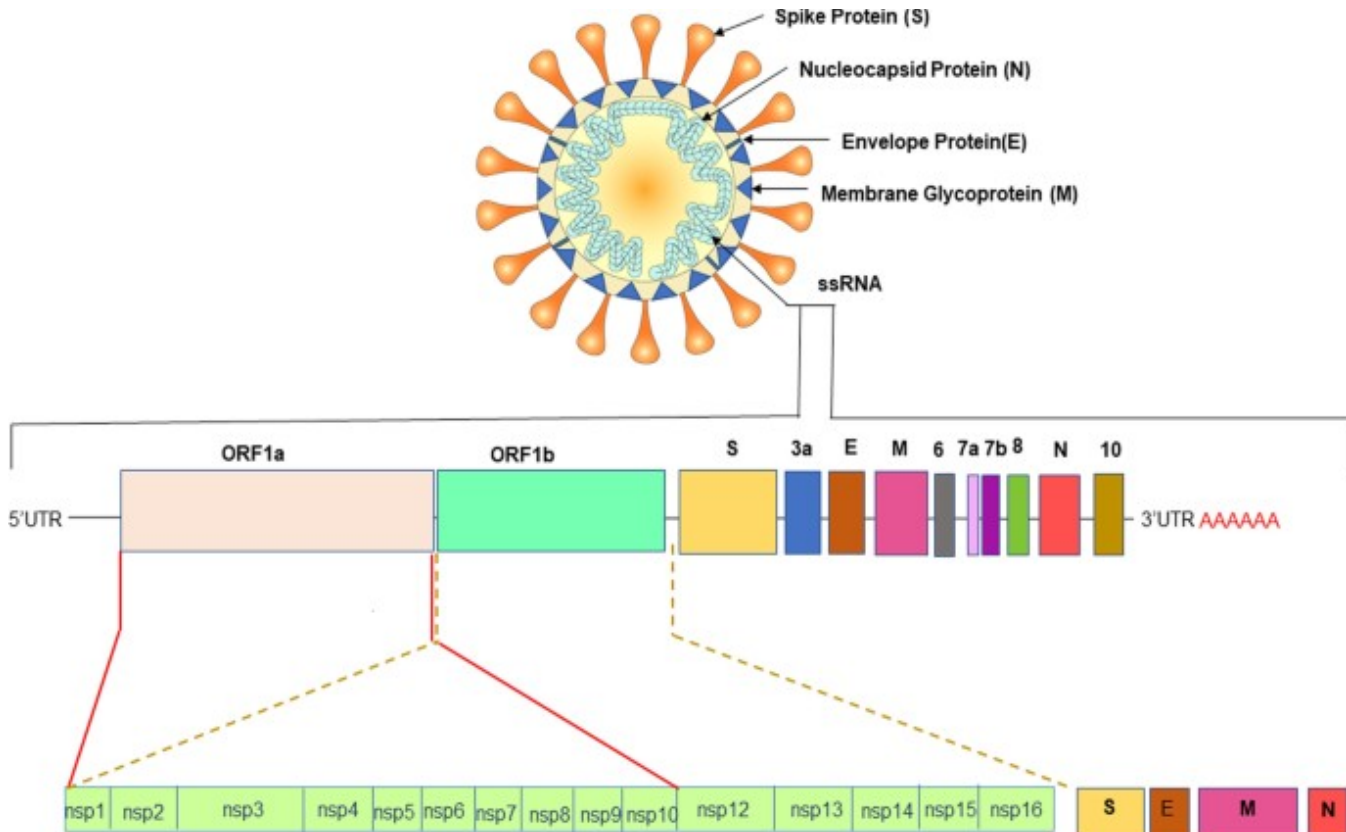 Spike Protein (S)
Nucleocapsid Protein (N)
Envelope Protein(E)
Membrane Glycoprotein (M)
ssRNA
ORF1a ORF1b S 3a E M 6 7a 7b 8 N 10
5'UTR 3'UTR AAAAAA
nsp1 nsp2 nsp3 nsp4 nsp5 nsp6 nsp7 nsp8 nsp9 nsp10 nsp12 nsp13 nsp14 nsp15 nsp16 S E M N